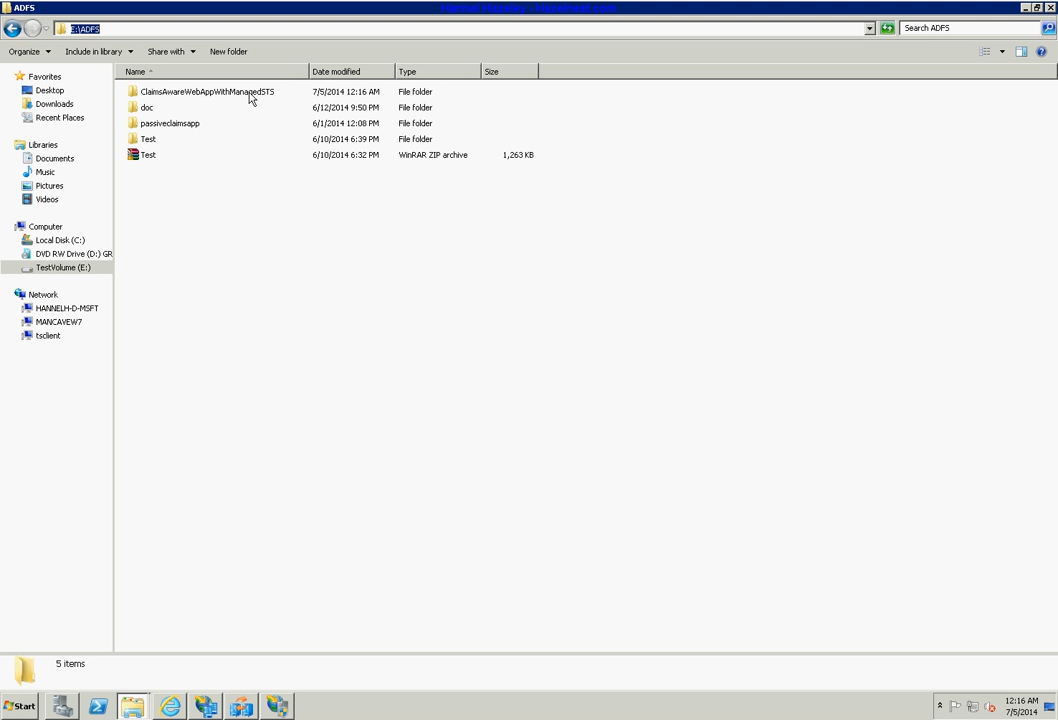 ADFS
E:\ADFS
Search ADFS
Organize
Include in library
Share with
New folder
Name
Date modified
Type
Size
Favorites
Desktop
Downloads
Recent Places
Libraries
Documents
Music
Pictures
Videos
Computer
Local Disk (C:)
DVD RW Drive (D:) GR
TestVolume (E:)
Network
HANNELH-D-MSFT
MANCAVEW7
tsclient
ClaimsAwareWebAppWithManagedSTS 7/5/2014 12:16 AM File folder
doc 6/12/2014 9:50 PM File folder
passiveclaimsapp 6/1/2014 12:08 PM File folder
Test 6/10/2014 6:39 PM File folder
Test 6/10/2014 6:32 PM WinRAR ZIP archive 1,263 KB
5 items
Start
12:16 AM
7/5/2014